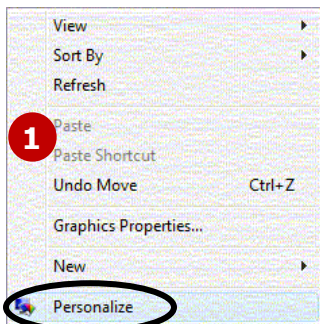 View
Sort By
Refresh
1
Paste
Paste Shortcut
Undo Move Ctrl+Z
Graphics Properties...
New
Personalize